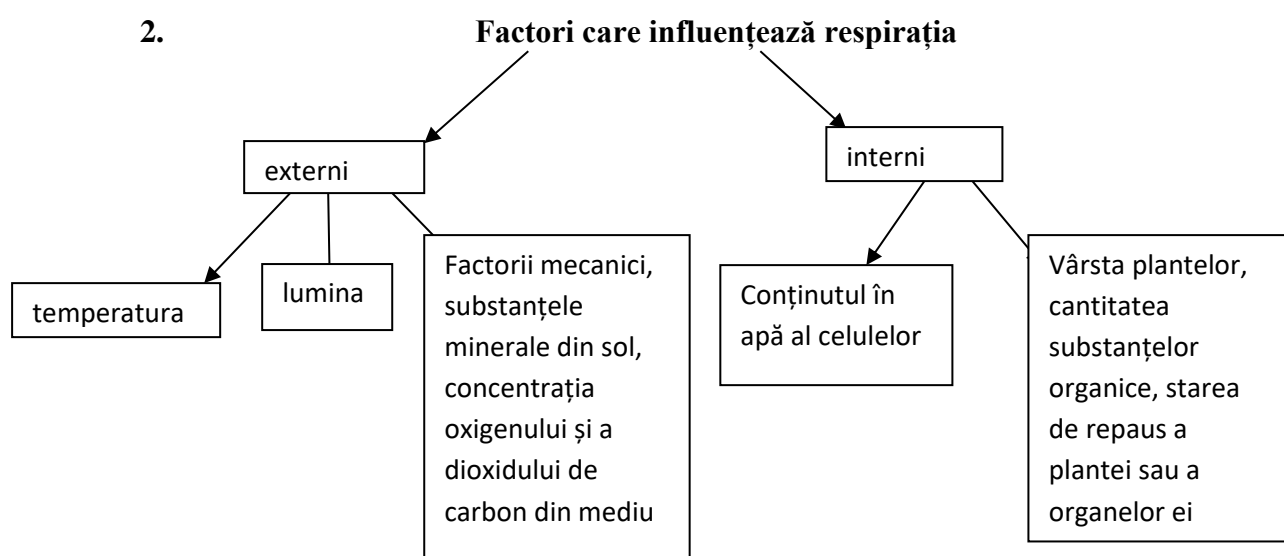 2. Factori care influențează respirația
externi
interni
temperatura
lumina
Factorii mecanici,
substanțele
minerale din sol,
concentrația
oxigenului și a
dioxidului de
carbon din mediu
Conținutul în
apă al celulelor
Vârsta plantelor,
cantitatea
substanțelor
organice, starea
de repaus a
plantei sau a
organelor ei